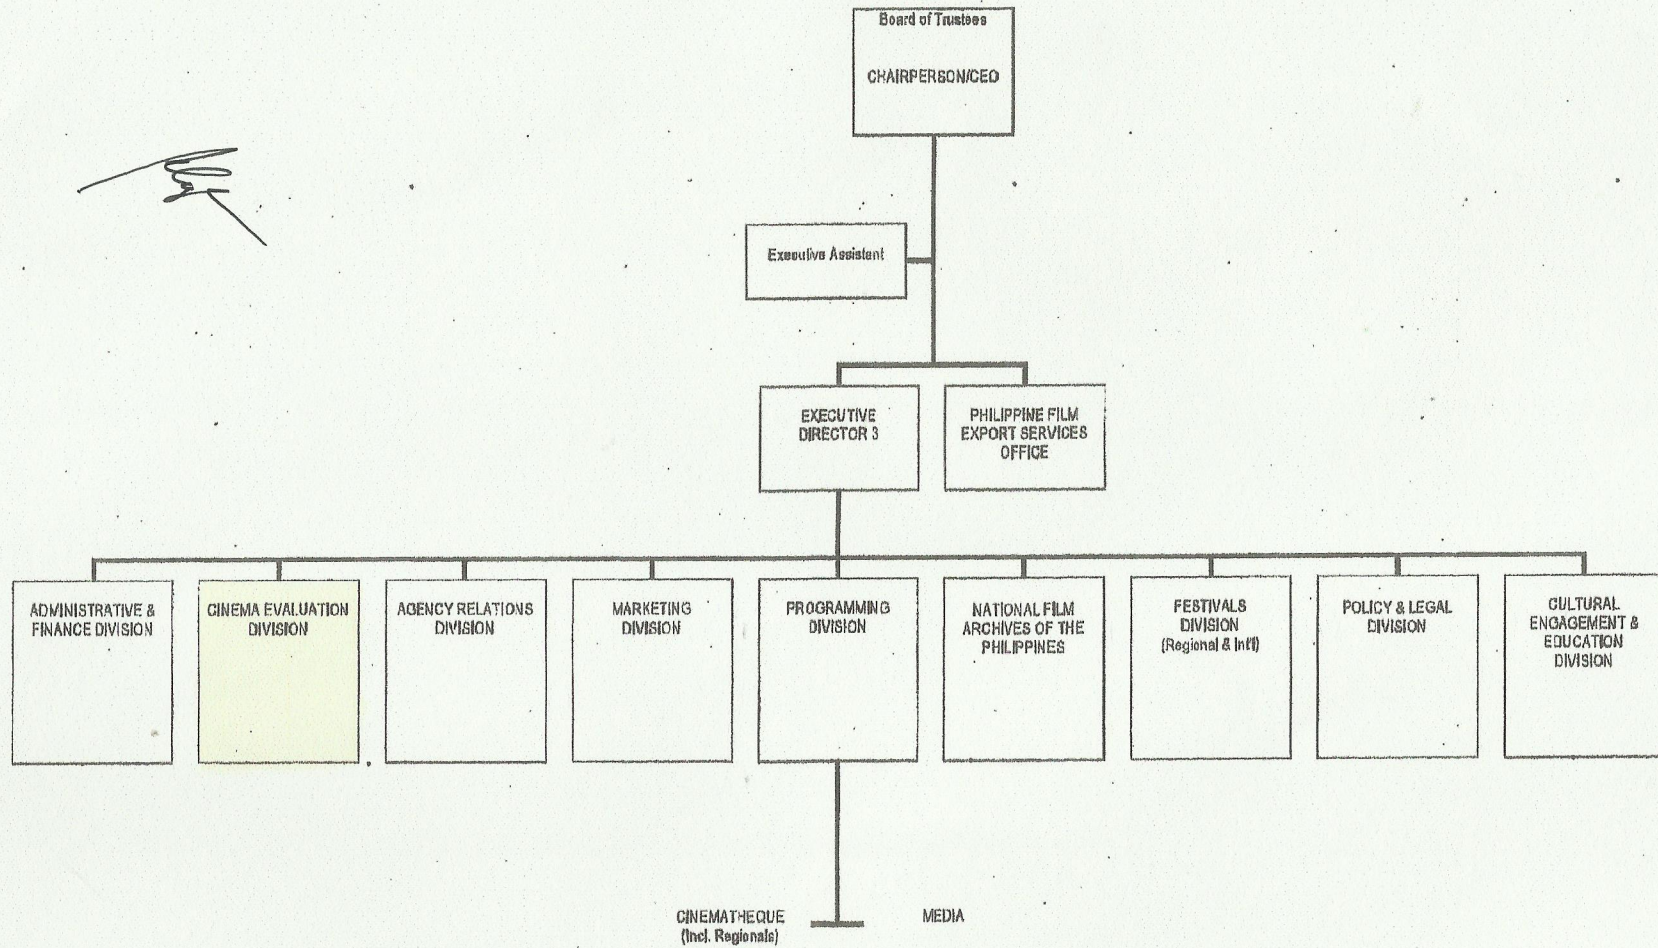 Board of Trustees
CHAIRPERSON/CEO
Executive Assistant
EXECUTIVE
DIRECTOR 3
PHILIPPINE FILM
EXPORT SERVICES
OFFICE
ADMINISTRATIVE &
FINANCE DIVISION
CINEMA EVALUATION
DIVISION
AGENCY RELATIONS
DIVISION
MARKETING
DIVISION
PROGRAMMING
DIVISION
NATIONAL FILM
ARCHIVES OF THE
PHILIPPINES
FESTIVALS
DIVISION
(Regional & Int'l)
POLICY & LEGAL
DIVISION
CULTURAL
ENGAGEMENT &
EDUCATION
DIVISION
CINEMATHEQUE
(Incl. Regionals)
MEDIA